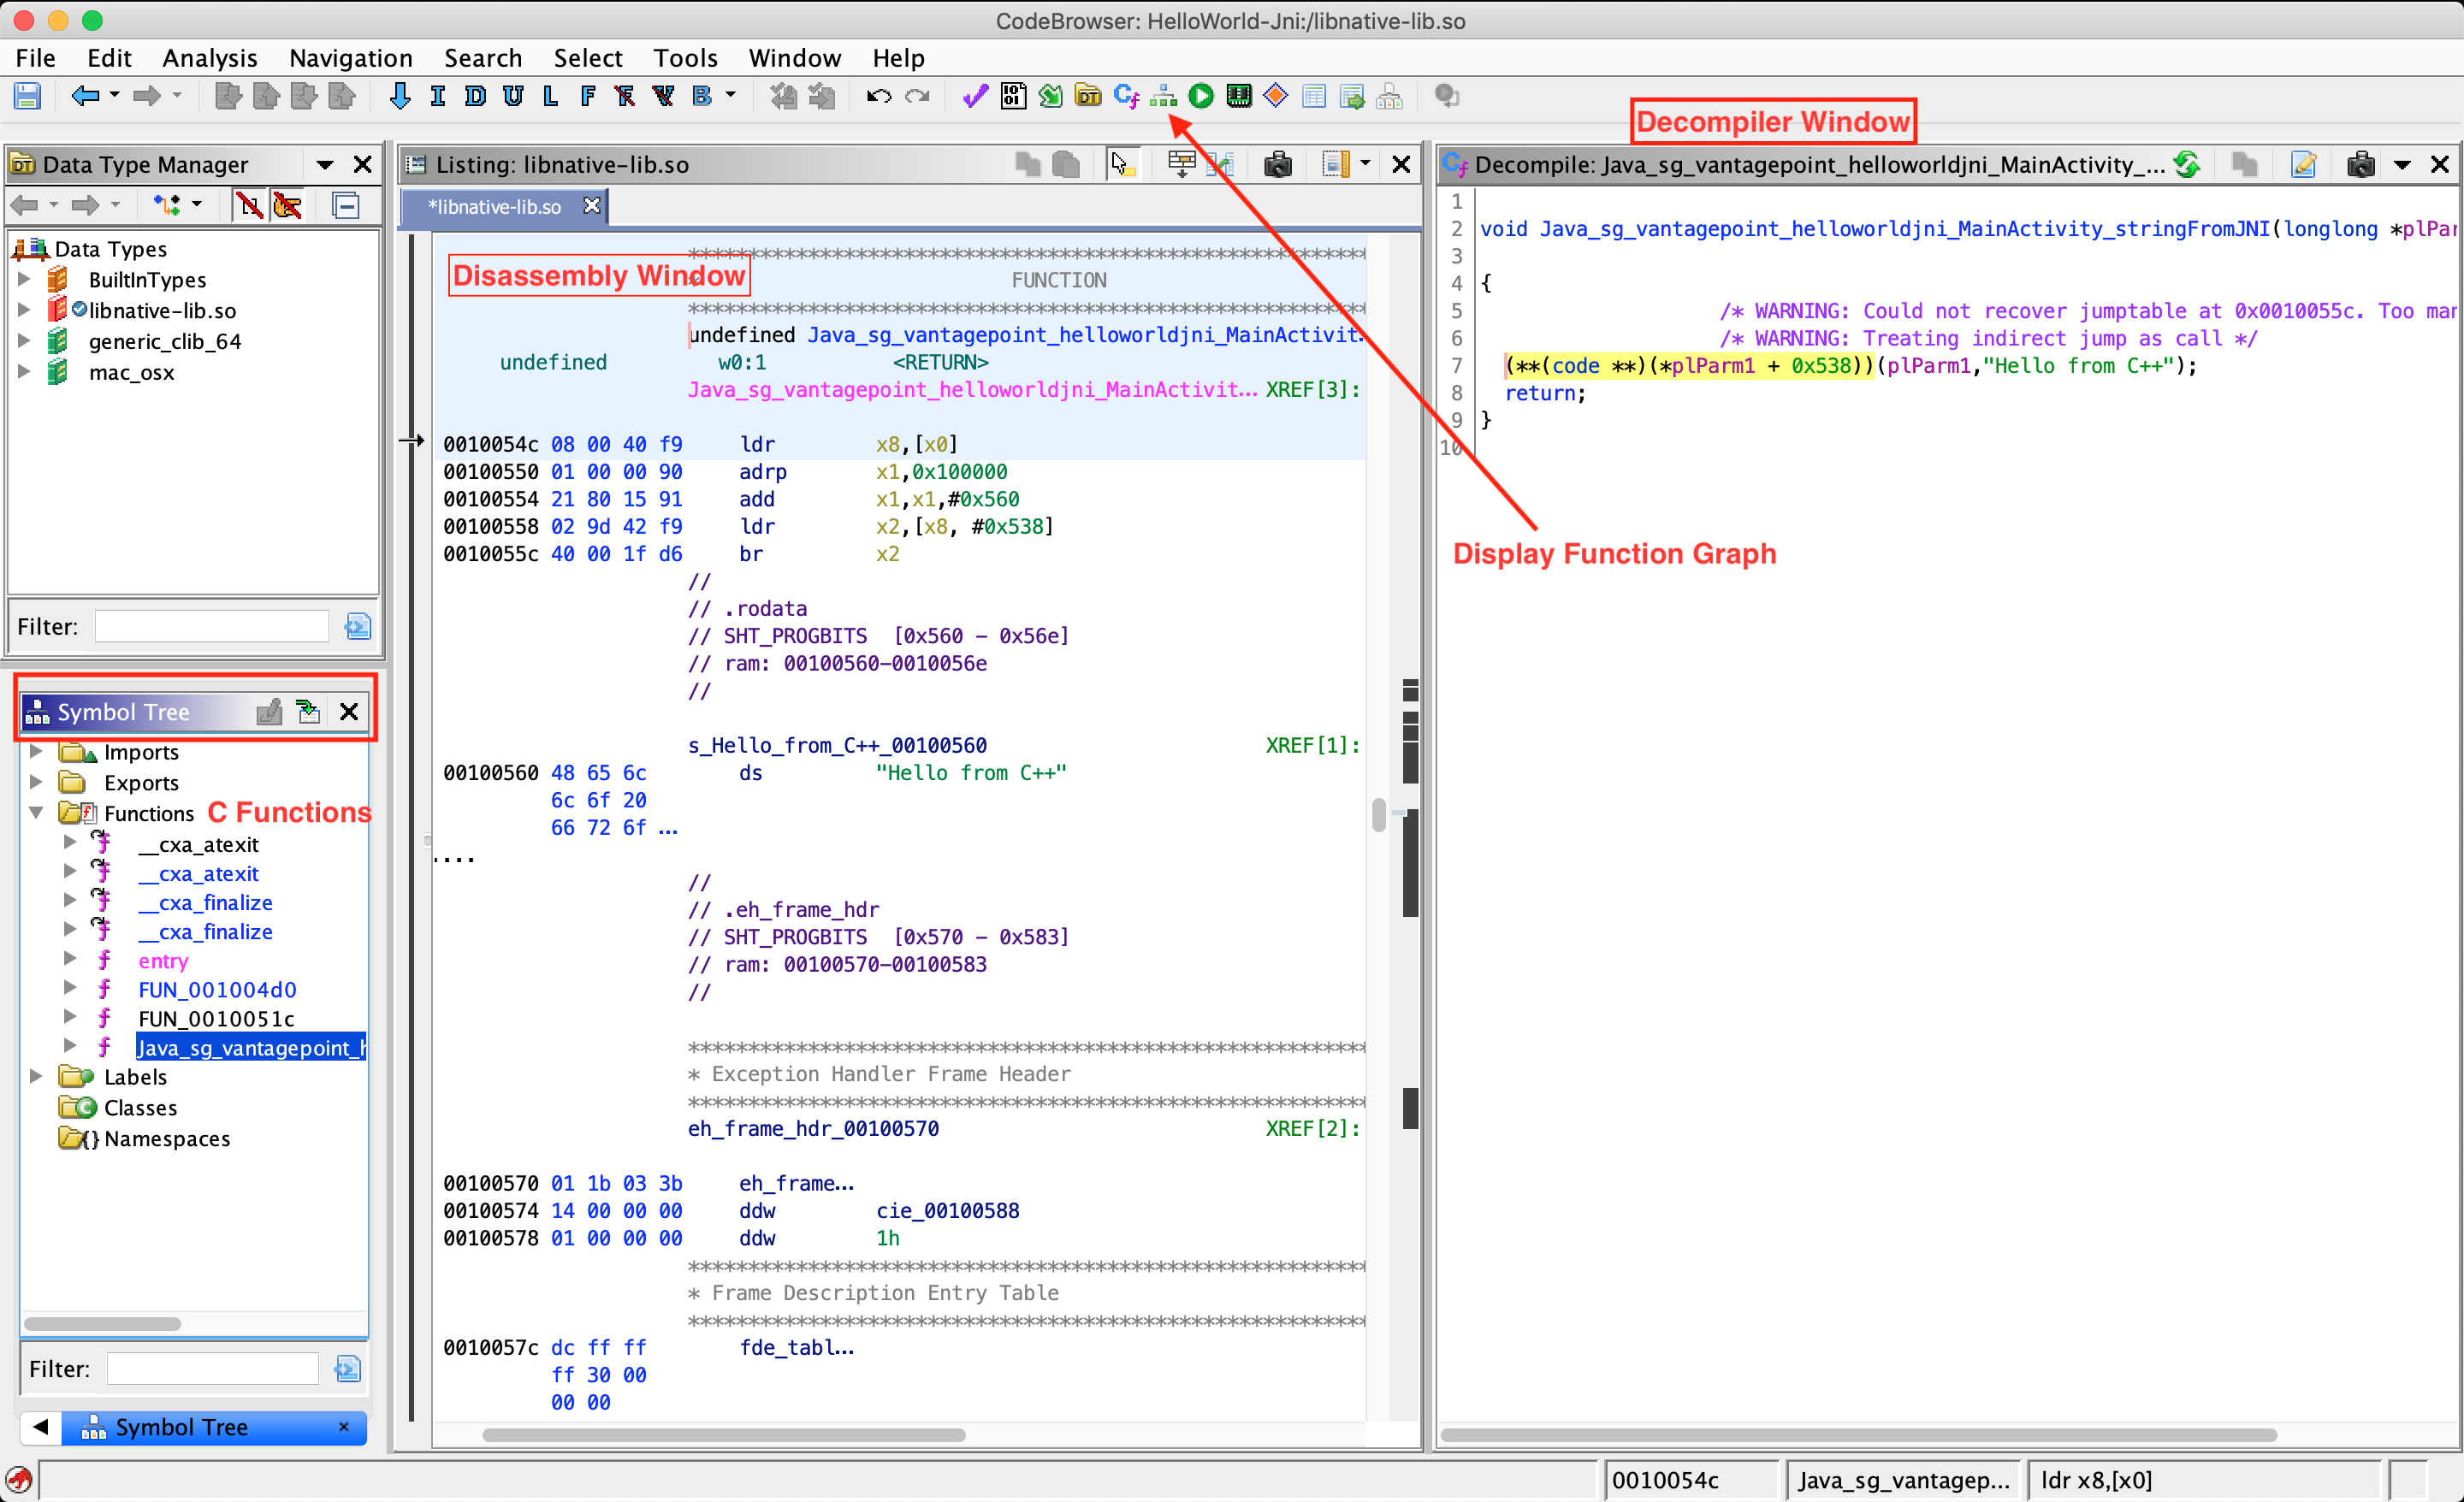 CodeBrowser: HelloWorld-Jni:/libnative-lib.so
File Edit Analysis Navigation Search Select Tools Window Help
I D U L F B
Decompiler Window
Data Type Manager
Data Types
BuiltInTypes
libnative-lib.so
generic_clib_64
mac_osx
Filter:
Symbol Tree
Imports
Exports
Functions C Functions
__cxa_atexit
__cxa_atexit
__cxa_finalize
__cxa_finalize
entry
FUN_001004d0
FUN_0010051c
Java_sg_vantagepoint_h
Labels
Classes
Namespaces
Filter:
Symbol Tree
Listing: libnative-lib.so
*libnative-lib.so
Disassembly Window
*********************************************************
FUNCTION
*********************************************************
undefined Java_sg_vantagepoint_helloworldjni_MainActivit.
undefined w0:1 <RETURN>
Java_sg_vantagepoint_helloworldjni_MainActivit... XREF[3]:
0010054c 08 00 40 f9 ldr x8,[x0]
00100550 01 00 00 90 adrp x1,0x100000
00100554 21 80 15 91 add x1,x1,#0x560
00100558 02 9d 42 f9 ldr x2,[x8, #0x538]
0010055c 40 00 1f d6 br x2
//
// .rodata
// SHT_PROGBITS [0x560 - 0x56e]
// ram: 00100560-0010056e
//
s_Hello_from_C++_00100560 XREF[1]:
00100560 48 65 6c ds "Hello from C++"
6c 6f 20
66 72 6f ...
....
//
// .eh_frame_hdr
// SHT_PROGBITS [0x570 - 0x583]
// ram: 00100570-00100583
//
*********************************************************
* Exception Handler Frame Header
*********************************************************
eh_frame_hdr_00100570 XREF[2]:
00100570 01 1b 03 3b eh_frame...
00100574 14 00 00 00 ddw cie_00100588
00100578 01 00 00 00 ddw 1h
*********************************************************
* Frame Description Entry Table
*********************************************************
0010057c dc ff ff fde_tabl...
ff 30 00
00 00
Decompile: Java_sg_vantagepoint_helloworldjni_MainActivity_...
1
2 void Java_sg_vantagepoint_helloworldjni_MainActivity_stringFromJNI(longlong *plPar
3
4 {
5 /* WARNING: Could not recover jumptable at 0x0010055c. Too mar
6 /* WARNING: Treating indirect jump as call */
7 (**(code **)(*plParm1 + 0x538))(plParm1,"Hello from C++");
8 return;
9 }
10
Display Function Graph
0010054c Java_sg_vantagep... ldr x8,[x0]